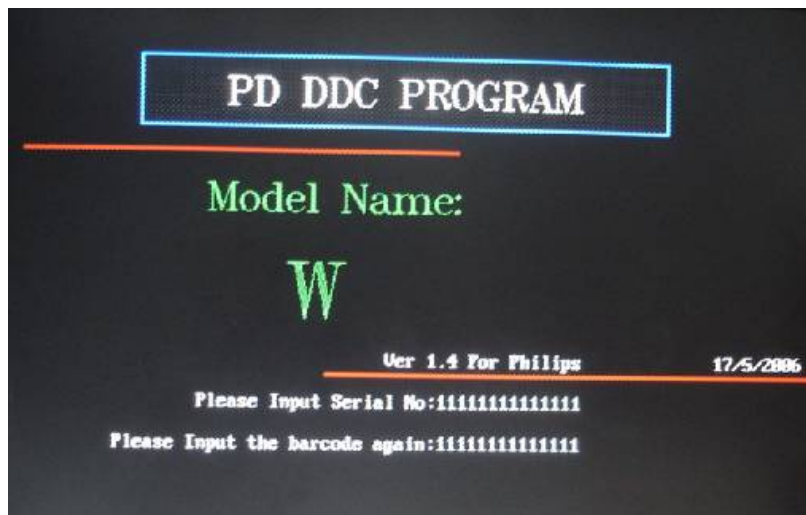 PD DDC PROGRAM
Model Name:
W
Ver 1.4 For Philips 17/5/2006
Please Input Serial No:11111111111111
Please Input the barcode again:11111111111111